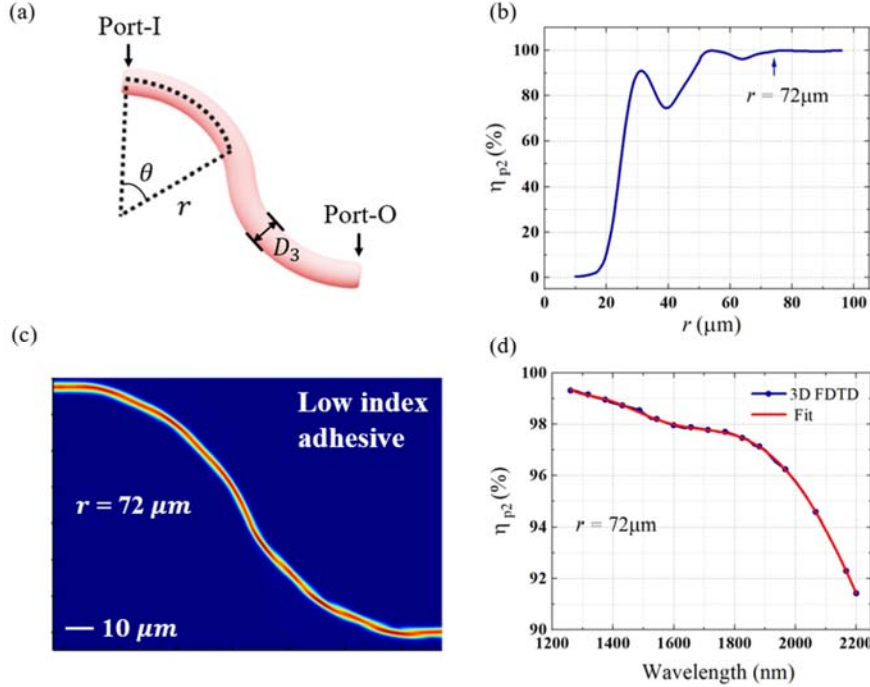 (a)
Port-I
θ
r
D₃
Port-O
(b)
η p2 (%)
100
80
60
40
20
0
r = 72μm
0 20 40 60 80 100
r (μm)
(c)
Low index
adhesive
r = 72 μm
10 μm
(d)
η p2 (%)
100
98
96
94
92
90
3D FDTD
Fit
r = 72μm
1200 1400 1600 1800 2000 2200
Wavelength (nm)